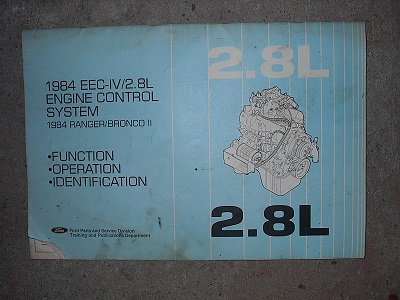 1984 EEC-IV/2.8L
ENGINE CONTROL
SYSTEM
1984 RANGER/BRONCO II
•FUNCTION
•OPERATION
•IDENTIFICATION
Ford
Ford Parts and Service Division
Training and Publications Department
2.8L
2.8L